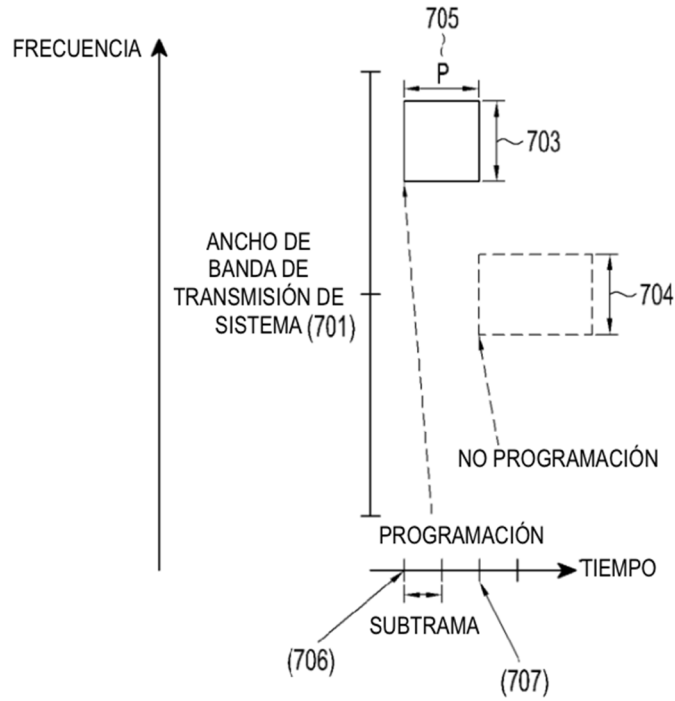 705
FRECUENCIA
P
703
ANCHO DE
BANDA DE
TRANSMISIÓN DE
SISTEMA (701)
704
NO PROGRAMACIÓN
PROGRAMACIÓN
TIEMPO
SUBTRAMA
(706)
(707)